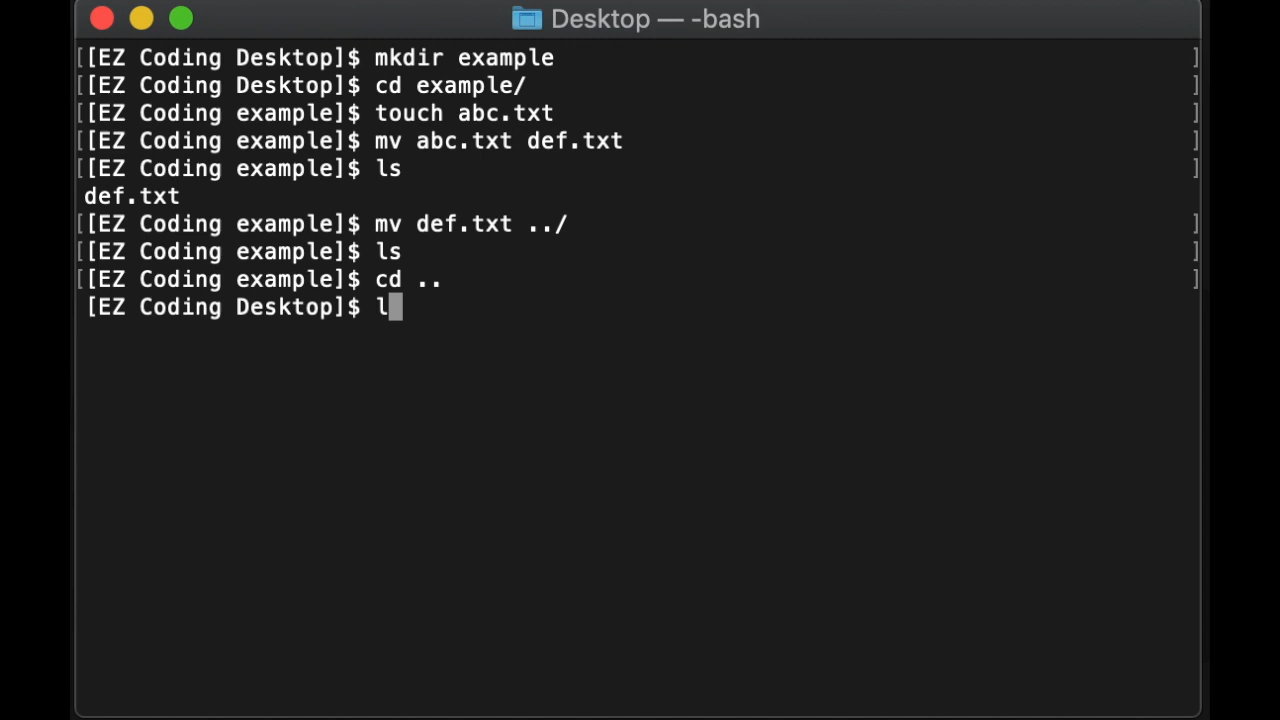 Desktop — -bash
[[EZ Coding Desktop]$ mkdir example ]
[[EZ Coding Desktop]$ cd example/ ]
[[EZ Coding example]$ touch abc.txt ]
[[EZ Coding example]$ mv abc.txt def.txt ]
[[EZ Coding example]$ ls ]
def.txt
[[EZ Coding example]$ mv def.txt ../ ]
[[EZ Coding example]$ ls ]
[[EZ Coding example]$ cd .. ]
[EZ Coding Desktop]$ l